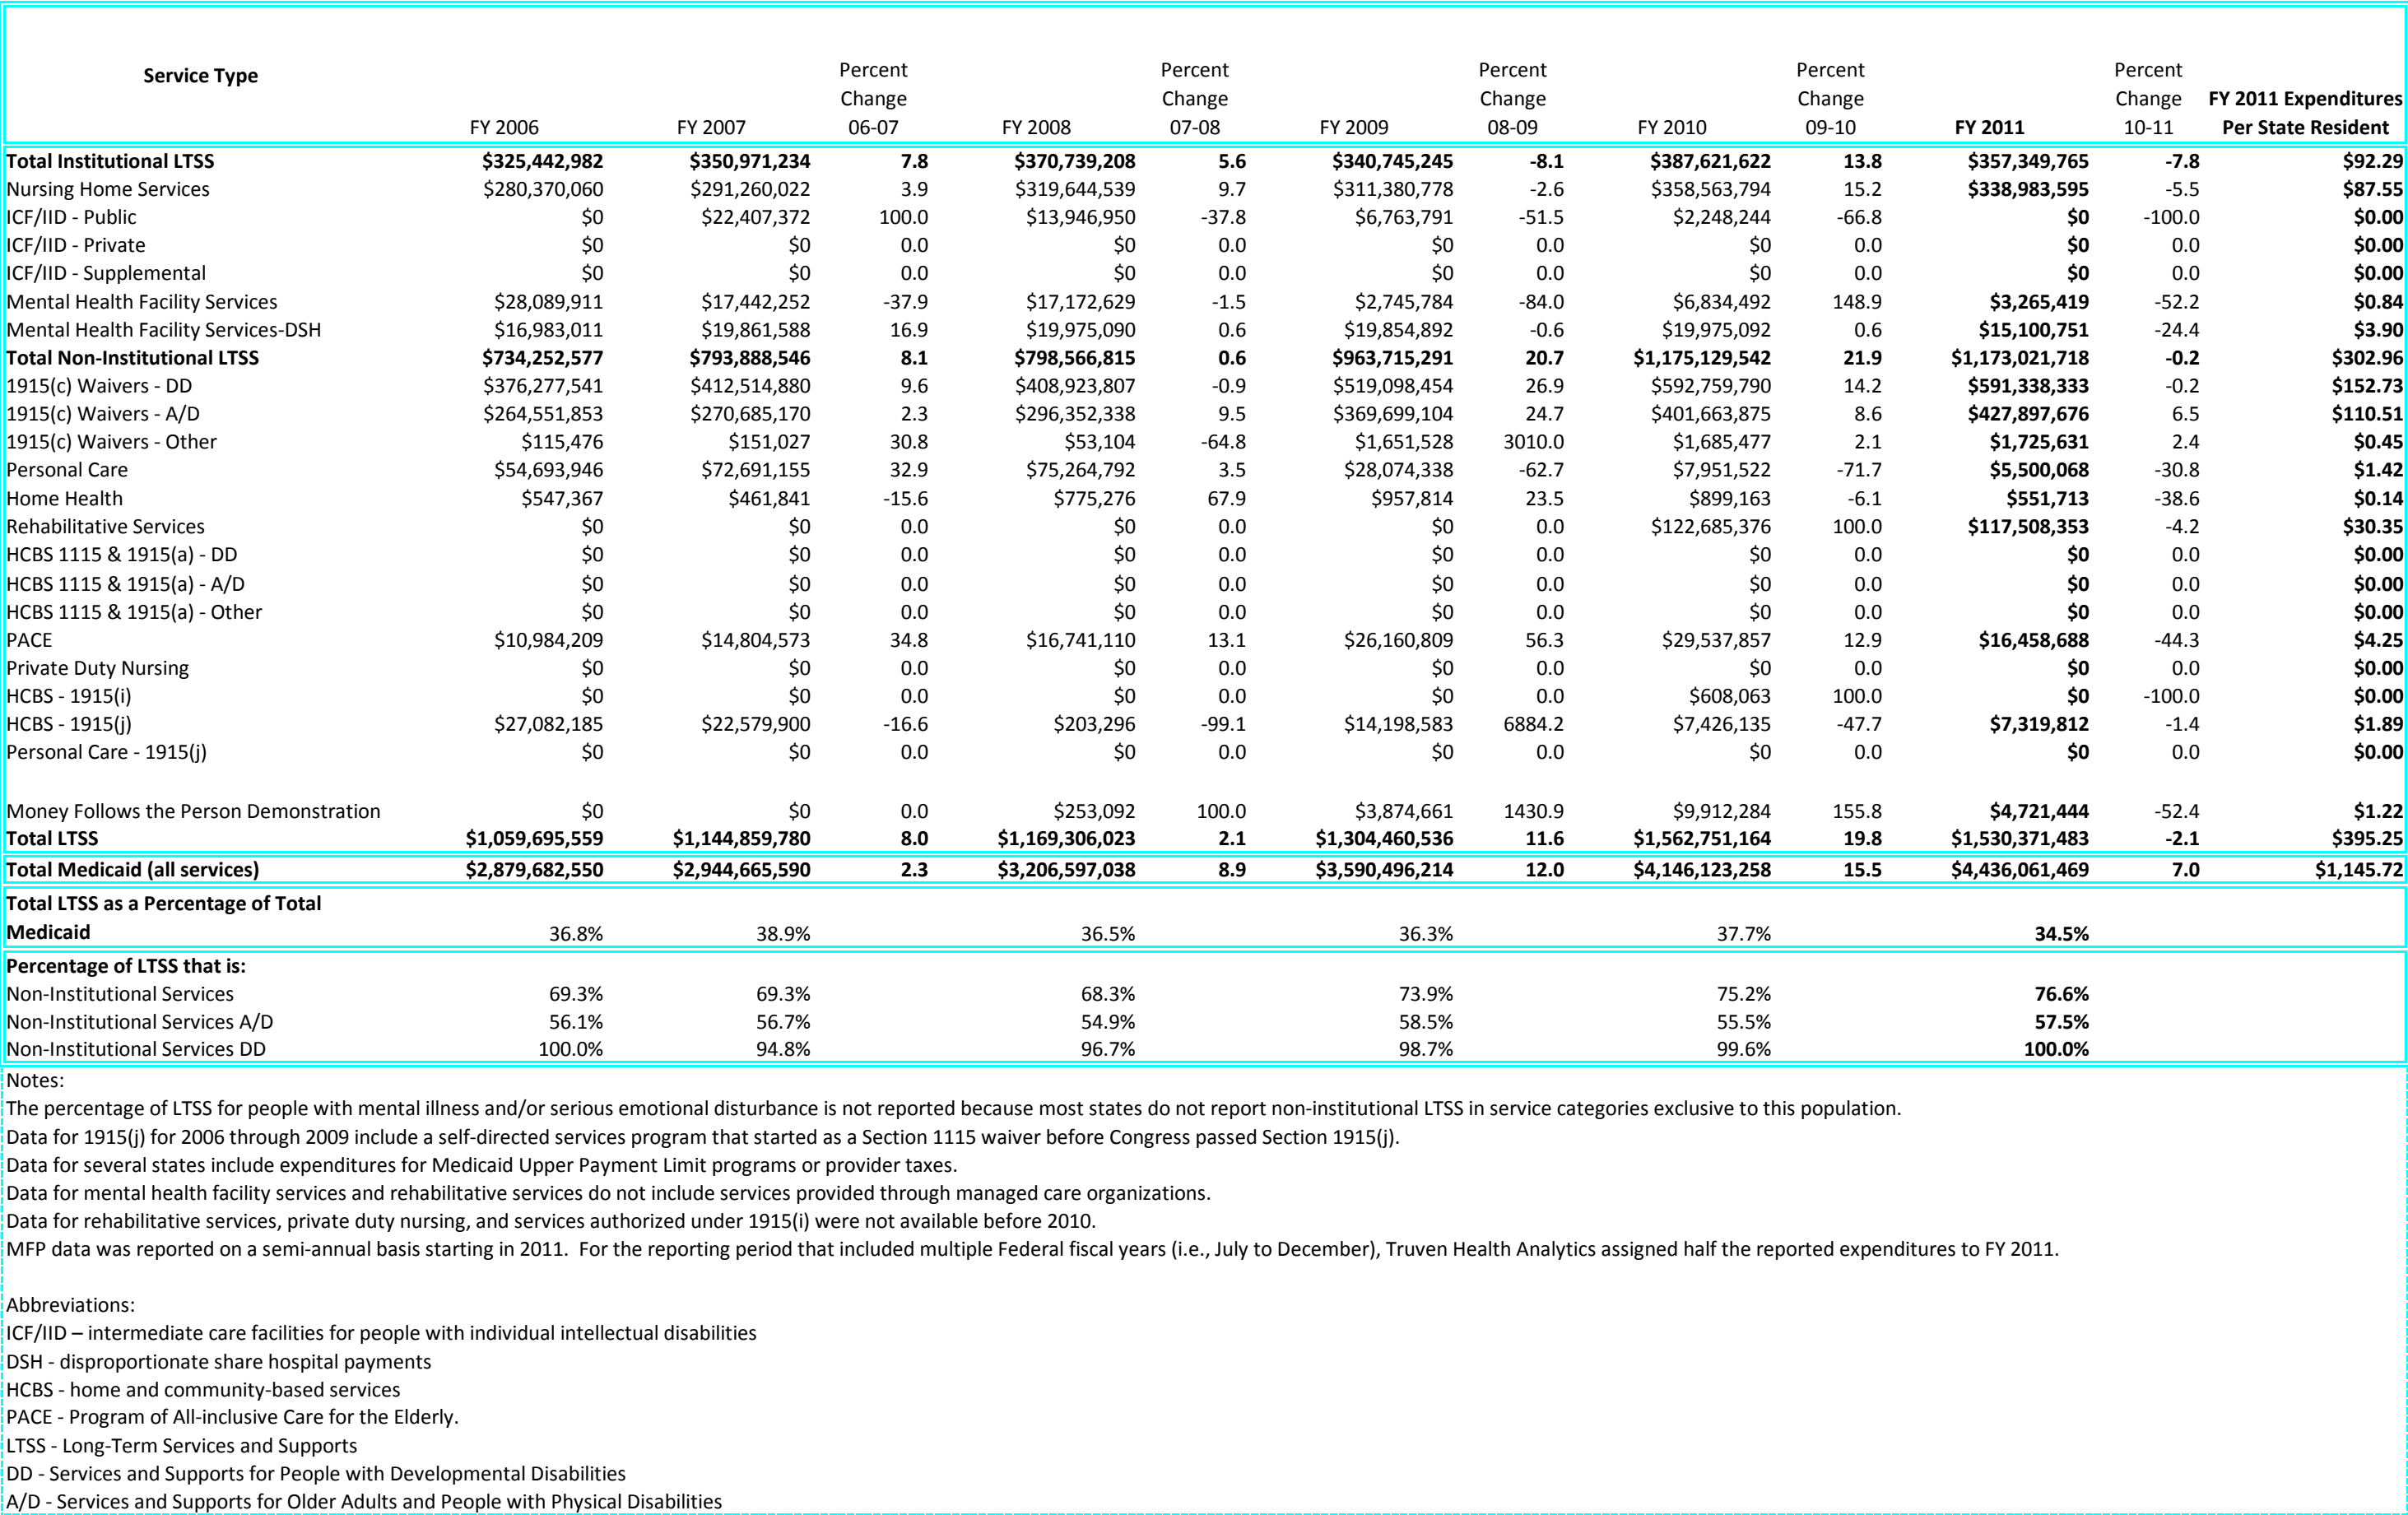 Service Type FY 2006 FY 2007 Percent Change 06-07 FY 2008 Percent Change 07-08 FY 2009 Percent Change 08-09 FY 2010 Percent Change 09-10 FY 2011 Percent Change 10-11 FY 2011 Expenditures Per State Resident
Total Institutional LTSS $325,442,982 $350,971,234 7.8 $370,739,208 5.6 $340,745,245 -8.1 $387,621,622 13.8 $357,349,765 -7.8 $92.29
Nursing Home Services $280,370,060 $291,260,022 3.9 $319,644,539 9.7 $311,380,778 -2.6 $358,563,794 15.2 $338,983,595 -5.5 $87.55
ICF/IID - Public $0 $22,407,372 100.0 $13,946,950 -37.8 $6,763,791 -51.5 $2,248,244 -66.8 $0 -100.0 $0.00
ICF/IID - Private $0 $0 0.0 $0 0.0 $0 0.0 $0 0.0 $0 0.0 $0.00
ICF/IID - Supplemental $0 $0 0.0 $0 0.0 $0 0.0 $0 0.0 $0 0.0 $0.00
Mental Health Facility Services $28,089,911 $17,442,252 -37.9 $17,172,629 -1.5 $2,745,784 -84.0 $6,834,492 148.9 $3,265,419 -52.2 $0.84
Mental Health Facility Services-DSH $16,983,011 $19,861,588 16.9 $19,975,090 0.6 $19,854,892 -0.6 $19,975,092 0.6 $15,100,751 -24.4 $3.90
Total Non-Institutional LTSS $734,252,577 $793,888,546 8.1 $798,566,815 0.6 $963,715,291 20.7 $1,175,129,542 21.9 $1,173,021,718 -0.2 $302.96
1915(c) Waivers - DD $376,277,541 $412,514,880 9.6 $408,923,807 -0.9 $519,098,454 26.9 $592,759,790 14.2 $591,338,333 -0.2 $152.73
1915(c) Waivers - A/D $264,551,853 $270,685,170 2.3 $296,352,338 9.5 $369,699,104 24.7 $401,663,875 8.6 $427,897,676 6.5 $110.51
1915(c) Waivers - Other $115,476 $151,027 30.8 $53,104 -64.8 $1,651,528 3010.0 $1,685,477 2.1 $1,725,631 2.4 $0.45
Personal Care $54,693,946 $72,691,155 32.9 $75,264,792 3.5 $28,074,338 -62.7 $7,951,522 -71.7 $5,500,068 -30.8 $1.42
Home Health $547,367 $461,841 -15.6 $775,276 67.9 $957,814 23.5 $899,163 -6.1 $551,713 -38.6 $0.14
Rehabilitative Services $0 $0 0.0 $0 0.0 $0 0.0 $122,685,376 100.0 $117,508,353 -4.2 $30.35
HCBS 1115 & 1915(a) - DD $0 $0 0.0 $0 0.0 $0 0.0 $0 0.0 $0 0.0 $0.00
HCBS 1115 & 1915(a) - A/D $0 $0 0.0 $0 0.0 $0 0.0 $0 0.0 $0 0.0 $0.00
HCBS 1115 & 1915(a) - Other $0 $0 0.0 $0 0.0 $0 0.0 $0 0.0 $0 0.0 $0.00
PACE $10,984,209 $14,804,573 34.8 $16,741,110 13.1 $26,160,809 56.3 $29,537,857 12.9 $16,458,688 -44.3 $4.25
Private Duty Nursing $0 $0 0.0 $0 0.0 $0 0.0 $0 0.0 $0 0.0 $0.00
HCBS - 1915(i) $0 $0 0.0 $0 0.0 $0 0.0 $608,063 100.0 $0 -100.0 $0.00
HCBS - 1915(j) $27,082,185 $22,579,900 -16.6 $203,296 -99.1 $14,198,583 6884.2 $7,426,135 -47.7 $7,319,812 -1.4 $1.89
Personal Care - 1915(j) $0 $0 0.0 $0 0.0 $0 0.0 $0 0.0 $0 0.0 $0.00
Money Follows the Person Demonstration $0 $0 0.0 $253,092 100.0 $3,874,661 1430.9 $9,912,284 155.8 $4,721,444 -52.4 $1.22
Total LTSS $1,059,695,559 $1,144,859,780 8.0 $1,169,306,023 2.1 $1,304,460,536 11.6 $1,562,751,164 19.8 $1,530,371,483 -2.1 $395.25
Total Medicaid (all services) $2,879,682,550 $2,944,665,590 2.3 $3,206,597,038 8.9 $3,590,496,214 12.0 $4,146,123,258 15.5 $4,436,061,469 7.0 $1,145.72
Total LTSS as a Percentage of Total
Medicaid 36.8% 38.9% 36.5% 36.3% 37.7% 34.5%
Percentage of LTSS that is:
Non-Institutional Services 69.3% 69.3% 68.3% 73.9% 75.2% 76.6%
Non-Institutional Services A/D 56.1% 56.7% 54.9% 58.5% 55.5% 57.5%
Non-Institutional Services DD 100.0% 94.8% 96.7% 98.7% 99.6% 100.0%
Notes:
The percentage of LTSS for people with mental illness and/or serious emotional disturbance is not reported because most states do not report non-institutional LTSS in service categories exclusive to this population.
Data for 1915(j) for 2006 through 2009 include a self-directed services program that started as a Section 1115 waiver before Congress passed Section 1915(j).
Data for several states include expenditures for Medicaid Upper Payment Limit programs or provider taxes.
Data for mental health facility services and rehabilitative services do not include services provided through managed care organizations.
Data for rehabilitative services, private duty nursing, and services authorized under 1915(i) were not available before 2010.
MFP data was reported on a semi-annual basis starting in 2011. For the reporting period that included multiple Federal fiscal years (i.e., July to December), Truven Health Analytics assigned half the reported expenditures to FY 2011.
Abbreviations:
ICF/IID – intermediate care facilities for people with individual intellectual disabilities
DSH - disproportionate share hospital payments
HCBS - home and community-based services
PACE - Program of All-inclusive Care for the Elderly.
LTSS - Long-Term Services and Supports
DD - Services and Supports for People with Developmental Disabilities
A/D - Services and Supports for Older Adults and People with Physical Disabilities